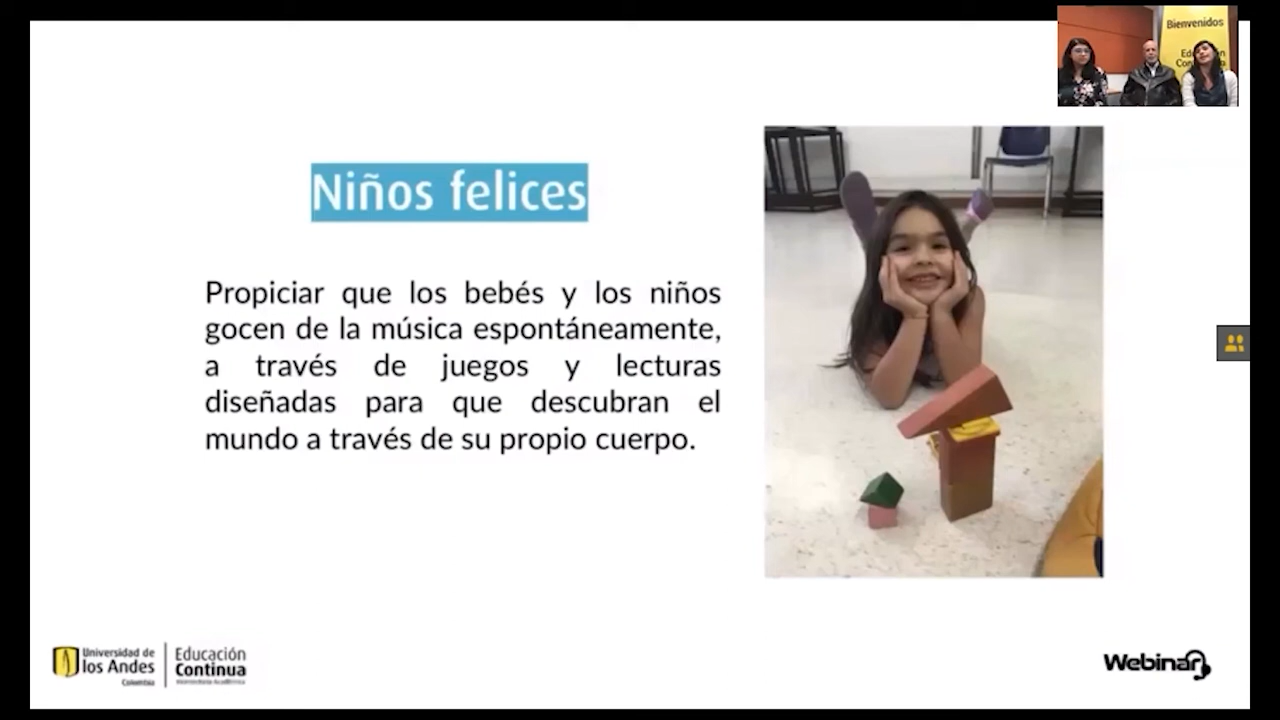 Bienvenidos
Niños felices
Propiciar que los bebés y los niños
gocen de la música espontáneamente,
a través de juegos y lecturas
diseñadas para que descubran el
mundo a través de su propio cuerpo.
Universidad de
los Andes
Colombia
Educación
Continua
Webinar